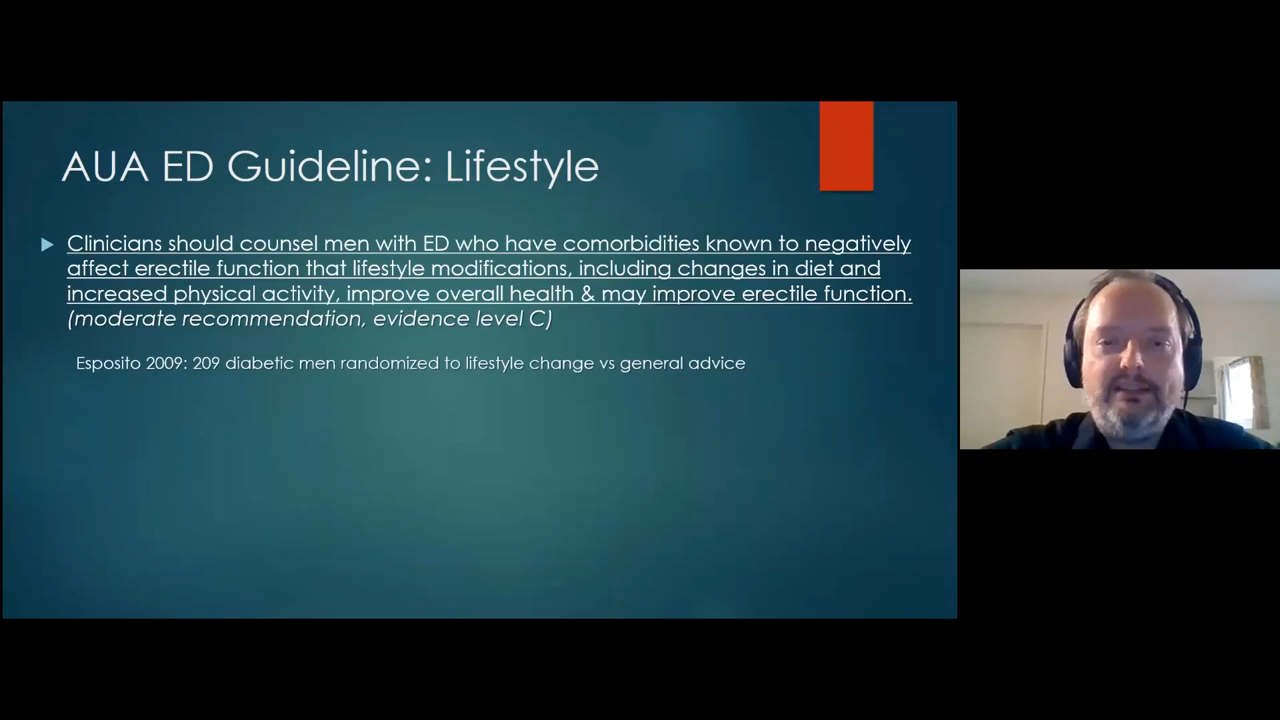 AUA ED Guideline: Lifestyle
Clinicians should counsel men with ED who have comorbidities known to negatively
affect erectile function that lifestyle modifications, including changes in diet and
increased physical activity, improve overall health & may improve erectile function.
(moderate recommendation, evidence level C)
Esposito 2009: 209 diabetic men randomized to lifestyle change vs general advice